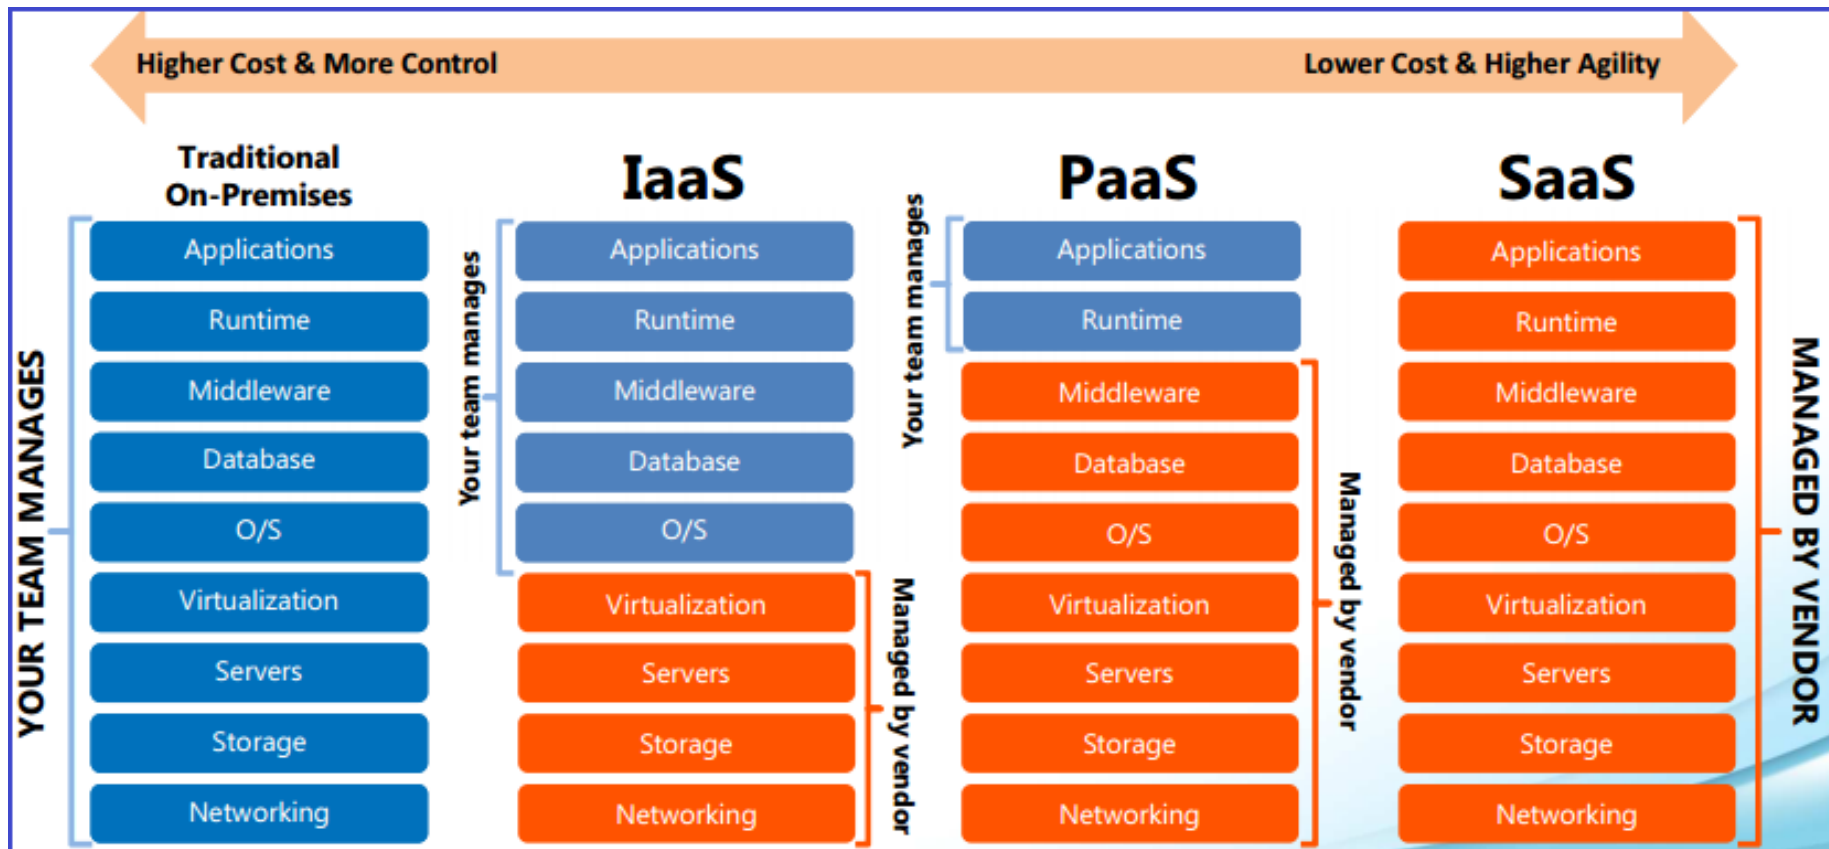 Higher Cost & More Control
Lower Cost & Higher Agility
Traditional
On-Premises
YOUR TEAM MANAGES
Applications
Runtime
Middleware
Database
O/S
Virtualization
Servers
Storage
Networking
IaaS
Your team manages
Applications
Runtime
Middleware
Database
O/S
Virtualization
Servers
Storage
Networking
Managed by vendor
PaaS
Your team manages
Applications
Runtime
Middleware
Database
O/S
Virtualization
Servers
Storage
Networking
Managed by vendor
SaaS
Applications
Runtime
Middleware
Database
O/S
Virtualization
Servers
Storage
Networking
MANAGED BY VENDOR